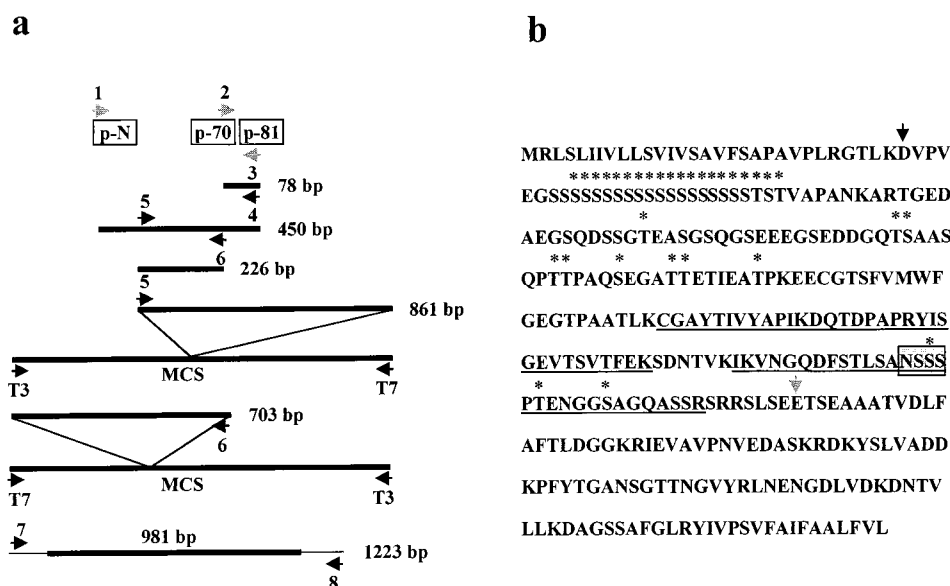 a
b
1
2
p-N
p-70
p-81
3
78 bp
5
4
450 bp
6
226 bp
5
861 bp
T3
MCS
T7
703 bp
6
T7
MCS
T3
7
981 bp
1223 bp
8
MRLSLIIVLLSVIVSAVFSAPAVPLRGTLKDVPV
***********************
EGSSSSSSSSSSSSSSSSSSSSTSTVAPANKARTGED
* * *
AEGSQDSSGTEASGSQGSEEEGSEDDGQTSAAS
* * * * * *
QPTTPAQSEGATTETIEATPKEECGTSFVMWF
GEGTPAATLKCGAYTIVYAPIKDQTDPAPRYIS
*
GEVTSVTFEKSDNTVKIKVNGQDFSTLSANSSS
* *
PTENGGSAGQASSRSRRSLSEETSEAAATVDLF
AFTLDGGKRIEVAVPNVEDASKRDKYSLVADD
KPFYTGANSGTTNGVYRLNENGDLVDKDNTV
LLKDAGSSAFGLRYIVPSVFAIFAALFVL